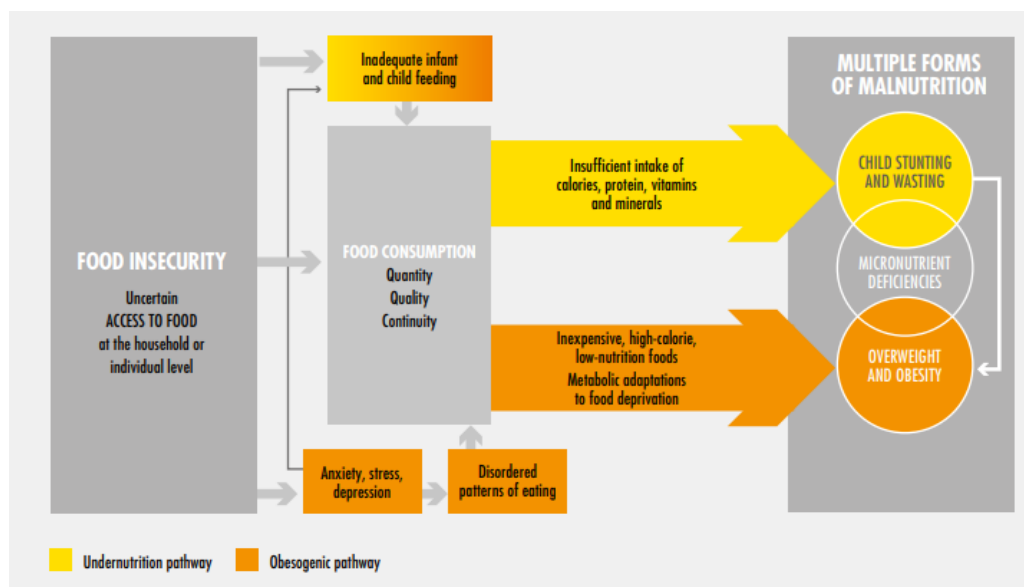 Inadequate infant
and child feeding
MULTIPLE FORMS
OF MALNUTRITION
FOOD INSECURITY
Uncertain
ACCESS TO FOOD
at the household or
individual level
FOOD CONSUMPTION
Quantity
Quality
Continuity
Insufficient intake of
calories, protein, vitamins
and minerals
CHILD STUNTING
AND WASTING
MICRONUTRIENT
DEFICIENCIES
Inexpensive, high-calorie,
low-nutrition foods
Metabolic adaptations
to food deprivation
OVERWEIGHT
AND OBESITY
Anxiety, stress,
depression
Disordered
patterns of eating
Undernutrition pathway
Obesogenic pathway